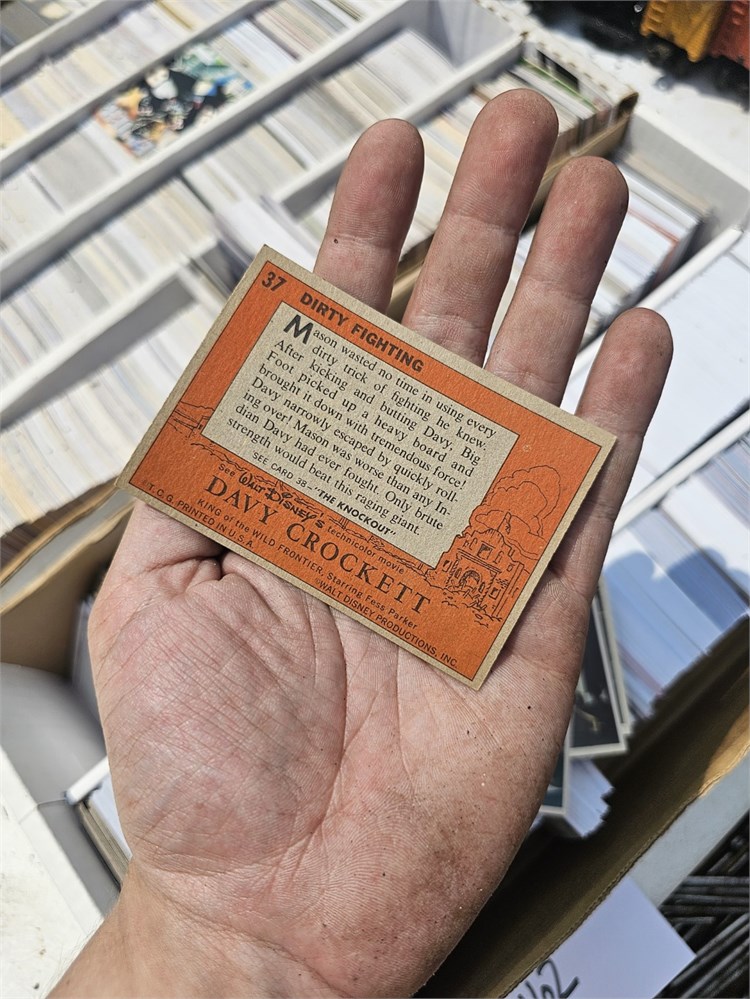 37 DIRTY FIGHTING
Mason wasted no time in using every
dirty trick of fighting he knew.
After kicking and butting Davy, Big
Foot picked up a heavy board and
brought it down with tremendous force!
Davy narrowly escaped by quickly roll-
ing over! Mason was worse than any In-
dian Davy had ever fought. Only brute
strength would beat this raging giant.
SEE CARD 38-"THE KNOCKOUT"
See WALT DISNEY'S technicolor movie
DAVY CROCKETT
KING of the WILD FRONTIER, Starring Fess Parker
©T.C.G. PRINTED IN U.S.A. ©WALT DISNEY PRODUCTIONS, INC.